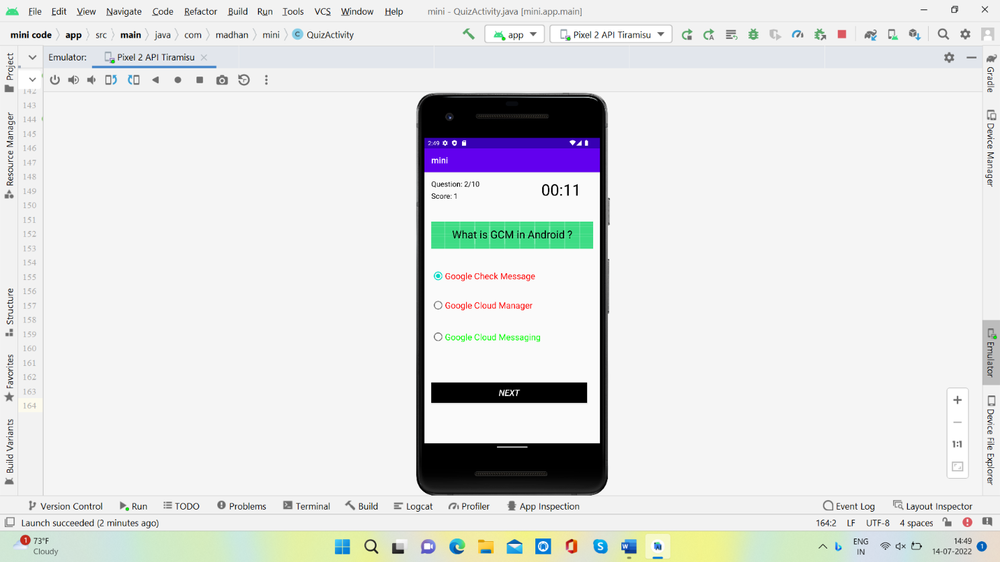 File Edit View Navigate Code Refactor Build Run Tools VCS Window Help mini - QuizActivity.java [mini.app.main]
mini code app src main java com madhan mini C QuizActivity app Pixel 2 API Tiramisu
Emulator: Pixel 2 API Tiramisu
Project
Resource Manager
Structure
Favorites
Build Variants
142
143
144
145
146
147
148
149
150
151
152
153
154
155
156
157
158
159
160
161
162
163
164
2:49
mini
Question: 2/10
Score: 1
00:11
What is GCM in Android ?
Google Check Message
Google Cloud Manager
Google Cloud Messaging
NEXT
Gradle
Device Manager
Emulator
Device File Explorer
1:1
Version Control Run TODO Problems Terminal Build Logcat Profiler App Inspection Event Log Layout Inspector
Launch succeeded (2 minutes ago) 164:2 LF UTF-8 4 spaces
1 73°F
Cloudy
ENG
IN
14:49
14-07-2022
1